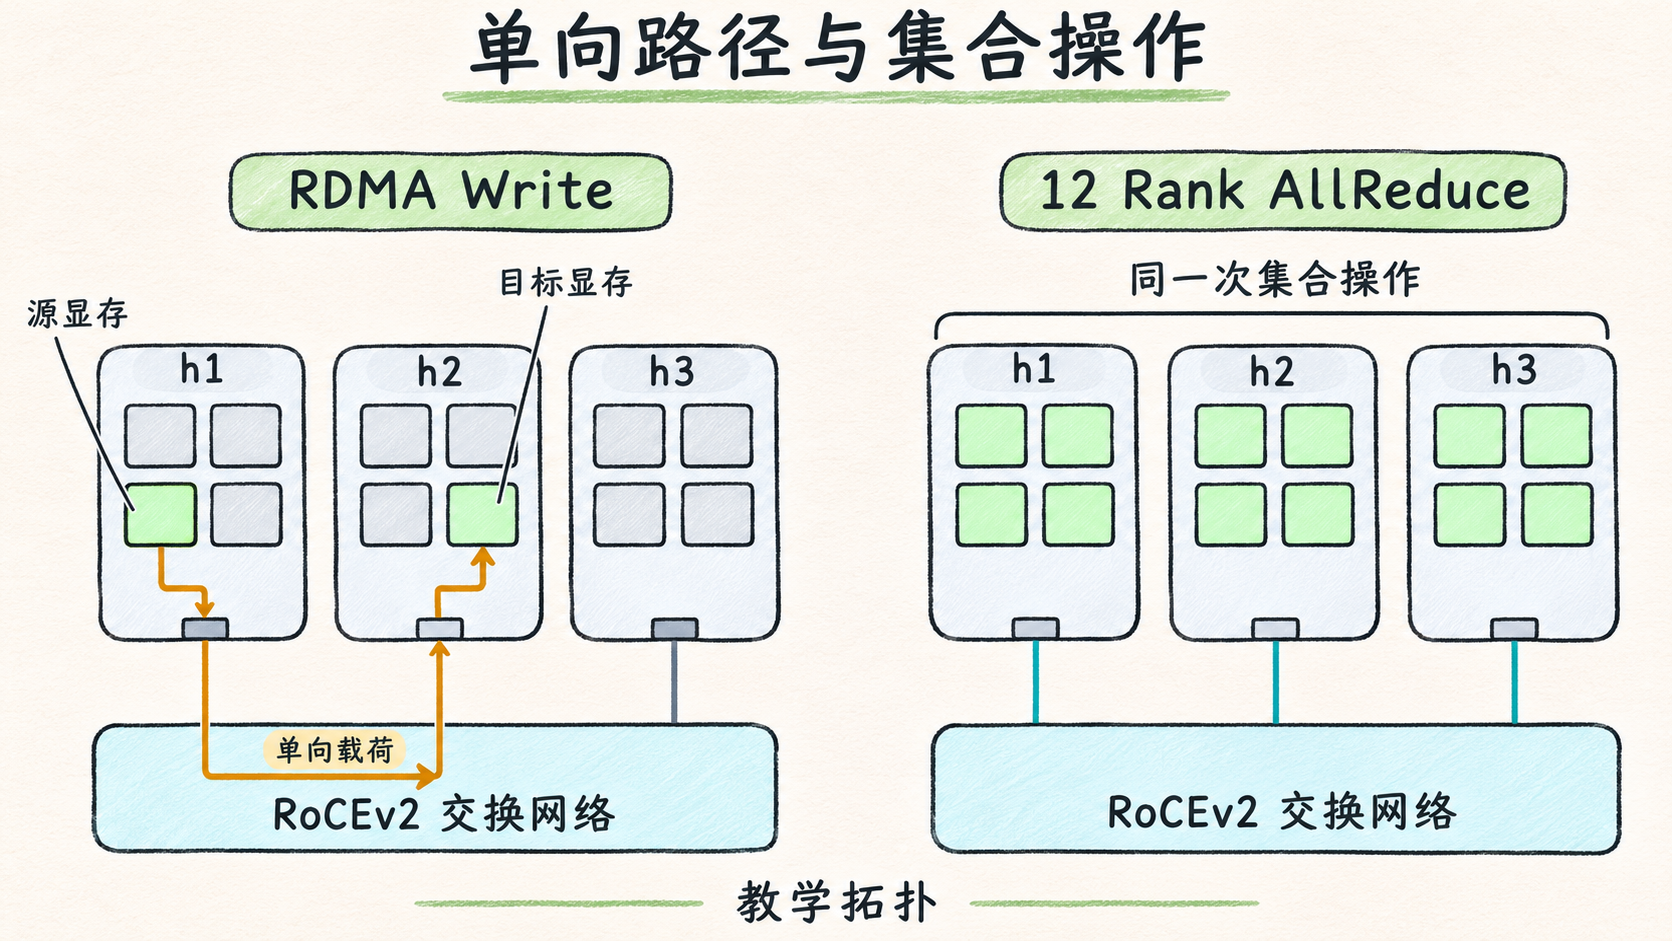 单向路径与集合操作
RDMA Write
源显存
目标显存
h1
h2
h3
单向载荷
RoCEv2 交换网络
12 Rank AllReduce
同一次集合操作
h1
h2
h3
RoCEv2 交换网络
教学拓扑